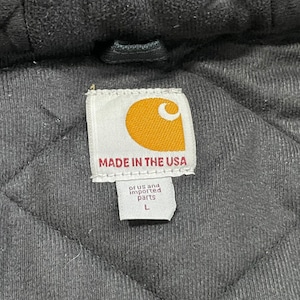 MADE IN THE USA
of us and
imported
parts
L